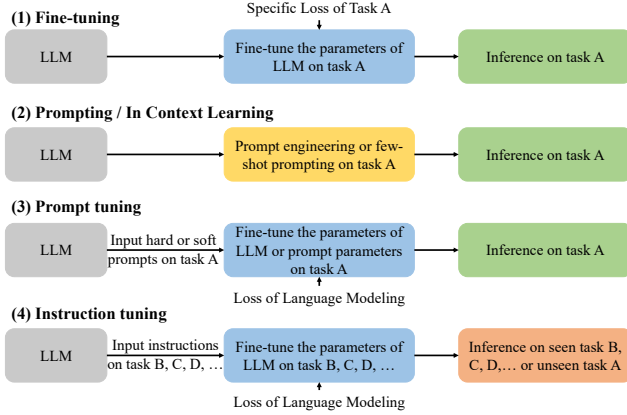 Specific Loss of Task A
(1) Fine-tuning
LLM
Fine-tune the parameters of
LLM on task A
Inference on task A
(2) Prompting / In Context Learning
LLM
Prompt engineering or few-
shot prompting on task A
Inference on task A
(3) Prompt tuning
LLM
Input hard or soft
prompts on task A
Fine-tune the parameters of
LLM or prompt parameters
on task A
Inference on task A
Loss of Language Modeling
(4) Instruction tuning
LLM
Input instructions
on task B, C, D, …
Fine-tune the parameters of
LLM on task B, C, D, …
Inference on seen task B,
C, D,… or unseen task A
Loss of Language Modeling